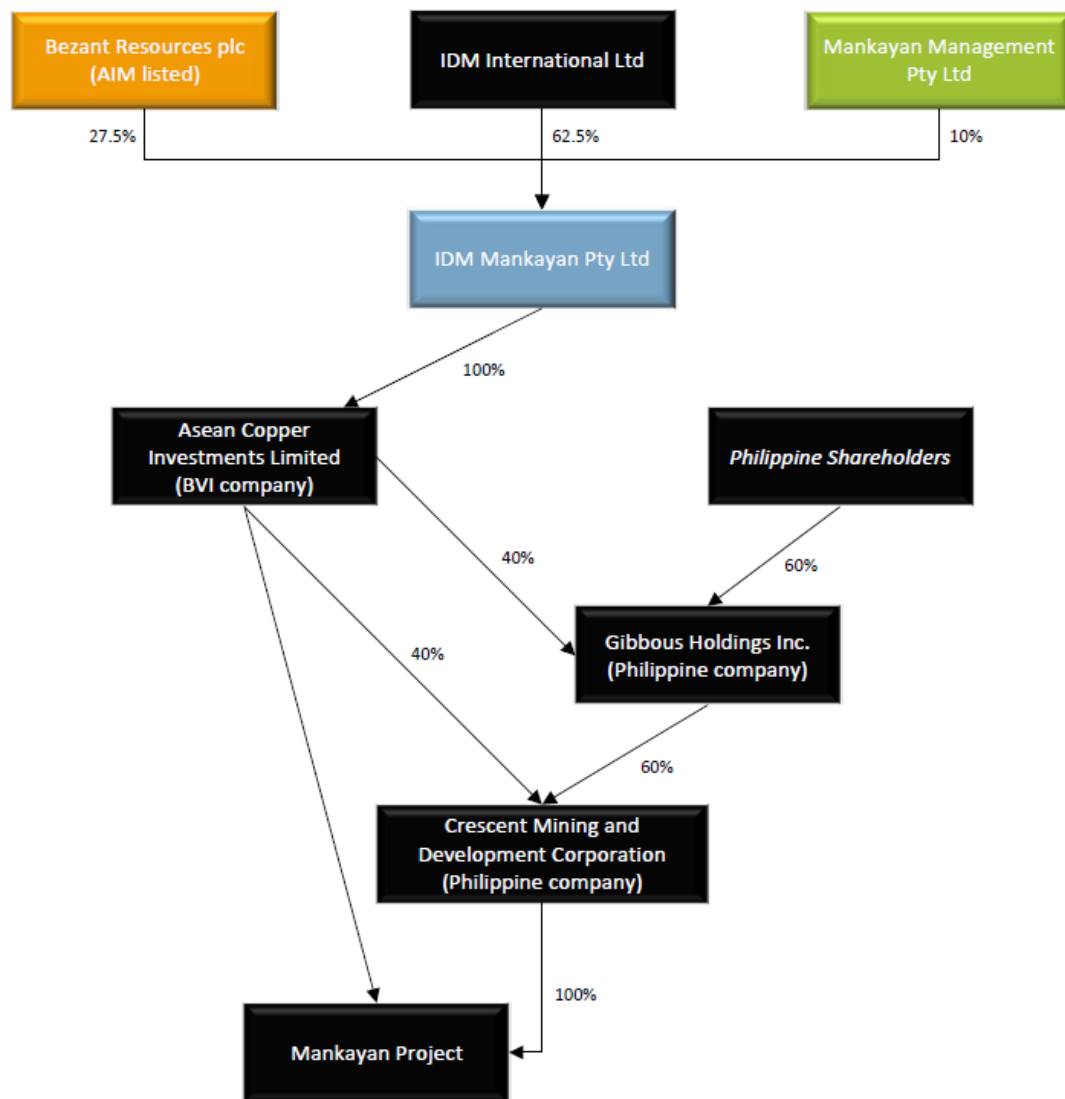 Bezant Resources plc
(AIM listed)
IDM International Ltd
Mankayan Management
Pty Ltd
27.5%
62.5%
10%
IDM Mankayan Pty Ltd
100%
Asean Copper
Investments Limited
(BVI company)
Philippine Shareholders
40%
60%
Gibbous Holdings Inc.
(Philippine company)
40%
60%
Crescent Mining and
Development Corporation
(Philippine company)
100%
Mankayan Project